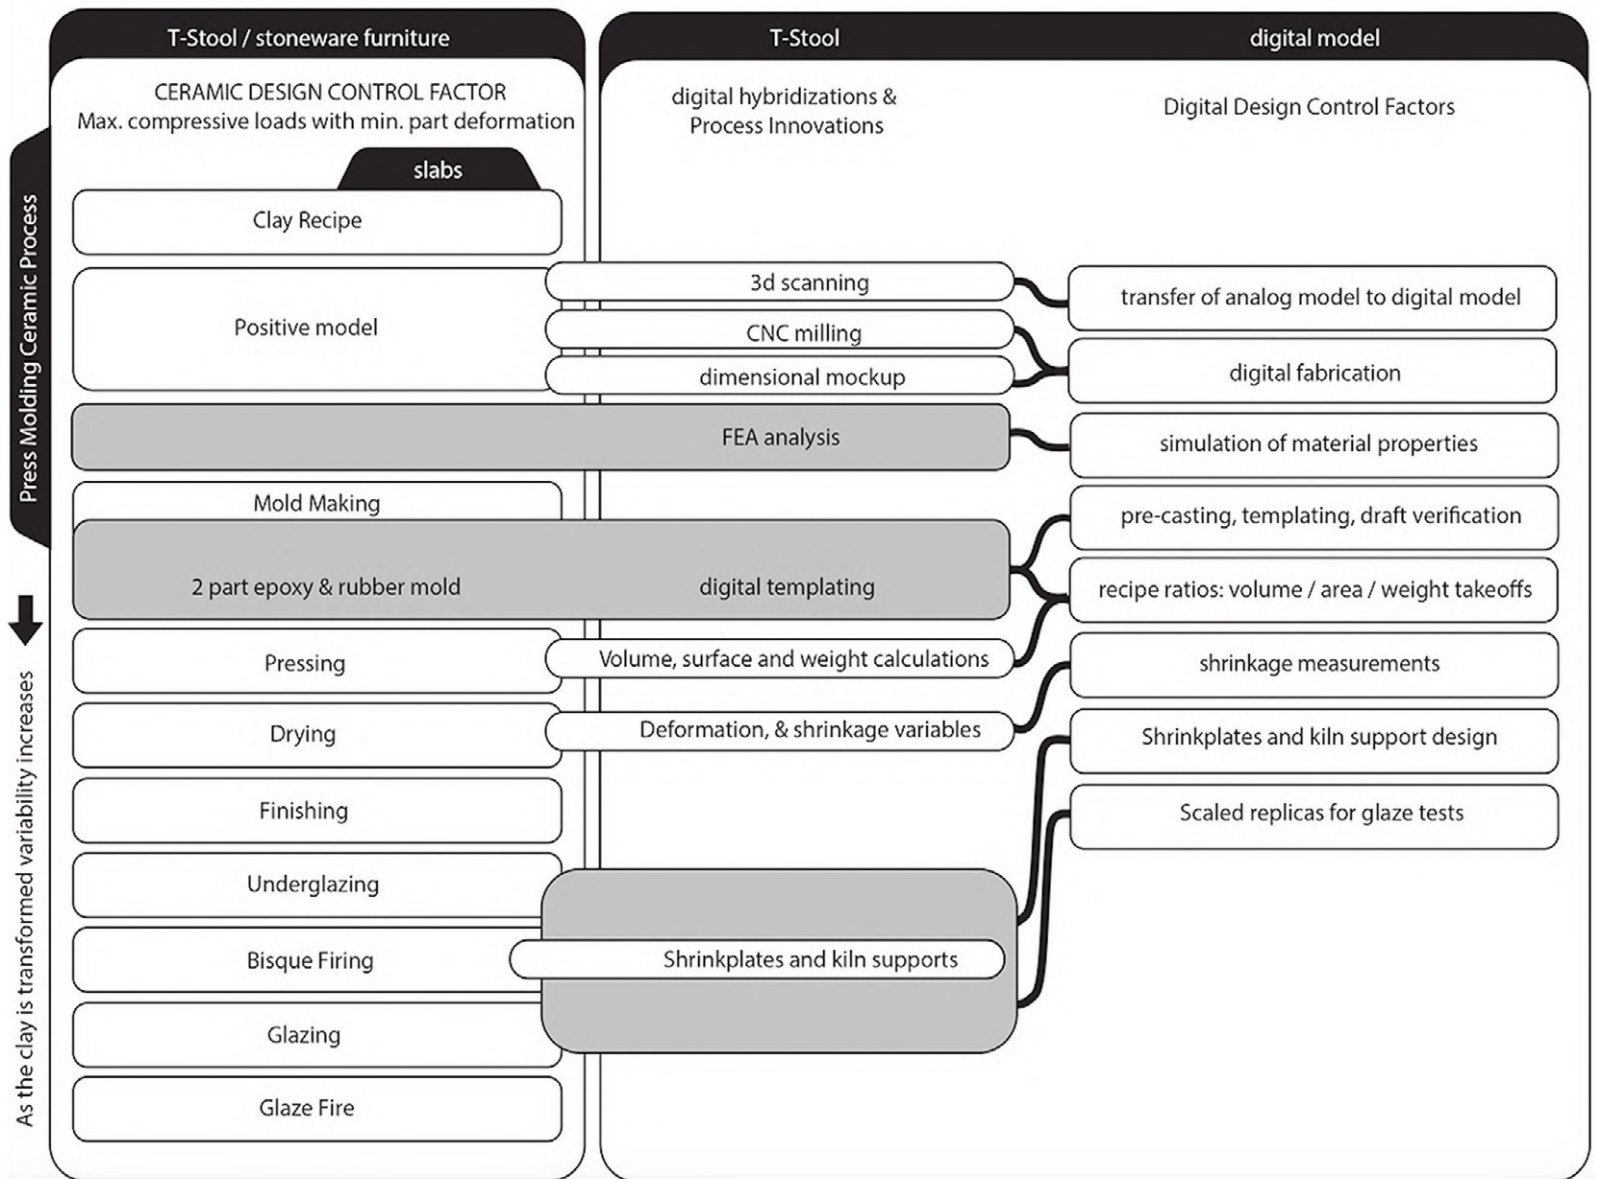 T-Stool / stoneware furniture
T-Stool
digital model
CERAMIC DESIGN CONTROL FACTOR
Max. compressive loads with min. part deformation
digital hybridizations &
Process Innovations
Digital Design Control Factors
Press Molding Ceramic Process
As the clay is transformed variability increases
slabs
Clay Recipe
Positive model
3d scanning
transfer of analog model to digital model
CNC milling
dimensional mockup
digital fabrication
FEA analysis
simulation of material properties
Mold Making
2 part epoxy & rubber mold
digital templating
pre-casting, templating, draft verification
recipe ratios: volume / area / weight takeoffs
Pressing
Volume, surface and weight calculations
shrinkage measurements
Drying
Deformation, & shrinkage variables
Shrinkplates and kiln support design
Finishing
Scaled replicas for glaze tests
Underglazing
Bisque Firing
Shrinkplates and kiln supports
Glazing
Glaze Fire